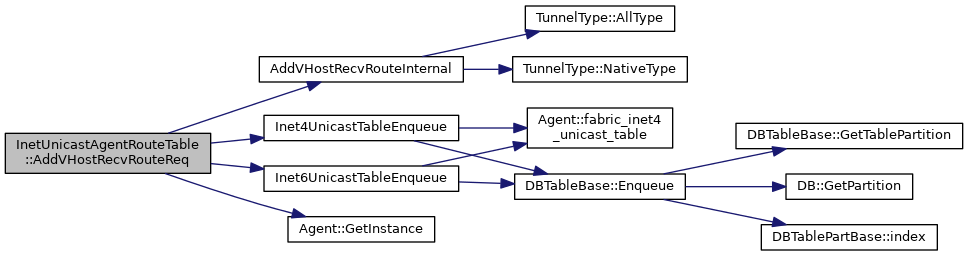 InetUnicastAgentRouteTable
::AddVHostRecvRouteReq
AddVHostRecvRouteInternal
TunnelType::AllType
TunnelType::NativeType
Inet4UnicastTableEnqueue
Agent::fabric_inet4
_unicast_table
Inet6UnicastTableEnqueue
DBTableBase::Enqueue
DBTableBase::GetTablePartition
DB::GetPartition
DBTablePartBase::index
Agent::GetInstance